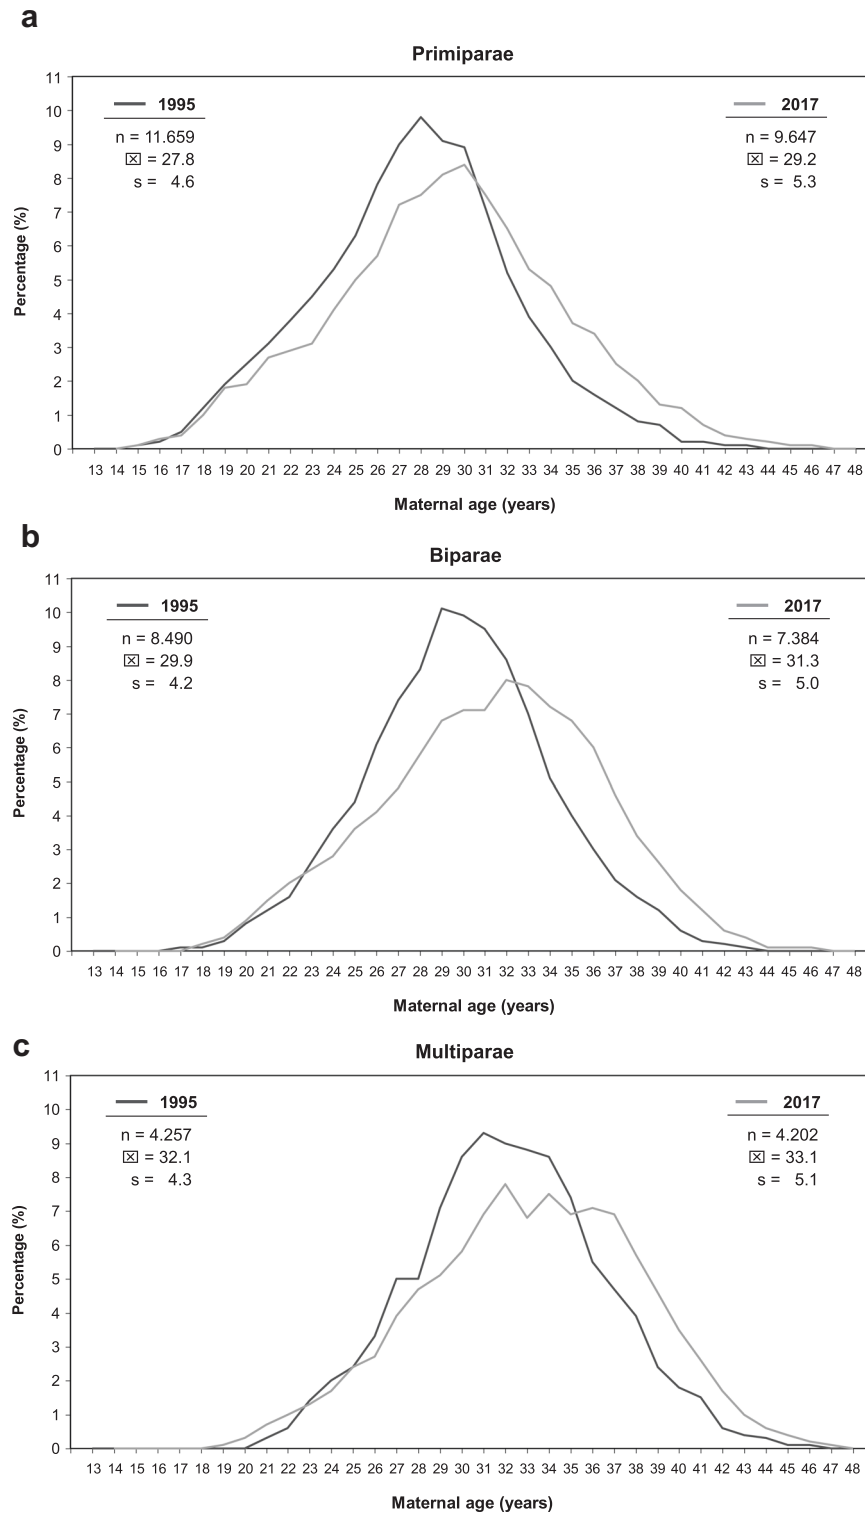 a
Primiparae
1995
n = 11.659
☒ = 27.8
s = 4.6
2017
n = 9.647
☒ = 29.2
s = 5.3
Percentage (%)
11
10
9
8
7
6
5
4
3
2
1
0
13 14 15 16 17 18 19 20 21 22 23 24 25 26 27 28 29 30 31 32 33 34 35 36 37 38 39 40 41 42 43 44 45 46 47 48
Maternal age (years)
b
Biparae
1995
n = 8.490
☒ = 29.9
s = 4.2
2017
n = 7.384
☒ = 31.3
s = 5.0
Percentage (%)
11
10
9
8
7
6
5
4
3
2
1
0
13 14 15 16 17 18 19 20 21 22 23 24 25 26 27 28 29 30 31 32 33 34 35 36 37 38 39 40 41 42 43 44 45 46 47 48
Maternal age (years)
c
Multiparae
1995
n = 4.257
☒ = 32.1
s = 4.3
2017
n = 4.202
☒ = 33.1
s = 5.1
Percentage (%)
11
10
9
8
7
6
5
4
3
2
1
0
13 14 15 16 17 18 19 20 21 22 23 24 25 26 27 28 29 30 31 32 33 34 35 36 37 38 39 40 41 42 43 44 45 46 47 48
Maternal age (years)